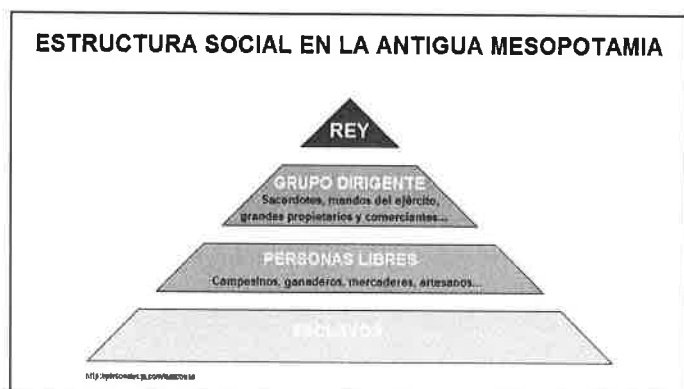 ESTRUCTURA SOCIAL EN LA ANTIGUA MESOPOTAMIA
REY
GRUPO DIRIGENTE
Sacerdotes, mandos del ejército,
grandes propietarios y comerciantes...
PERSONAS LIBRES
Campesinos, ganaderos, mercaderes, artesanos...
ESCLAVOS